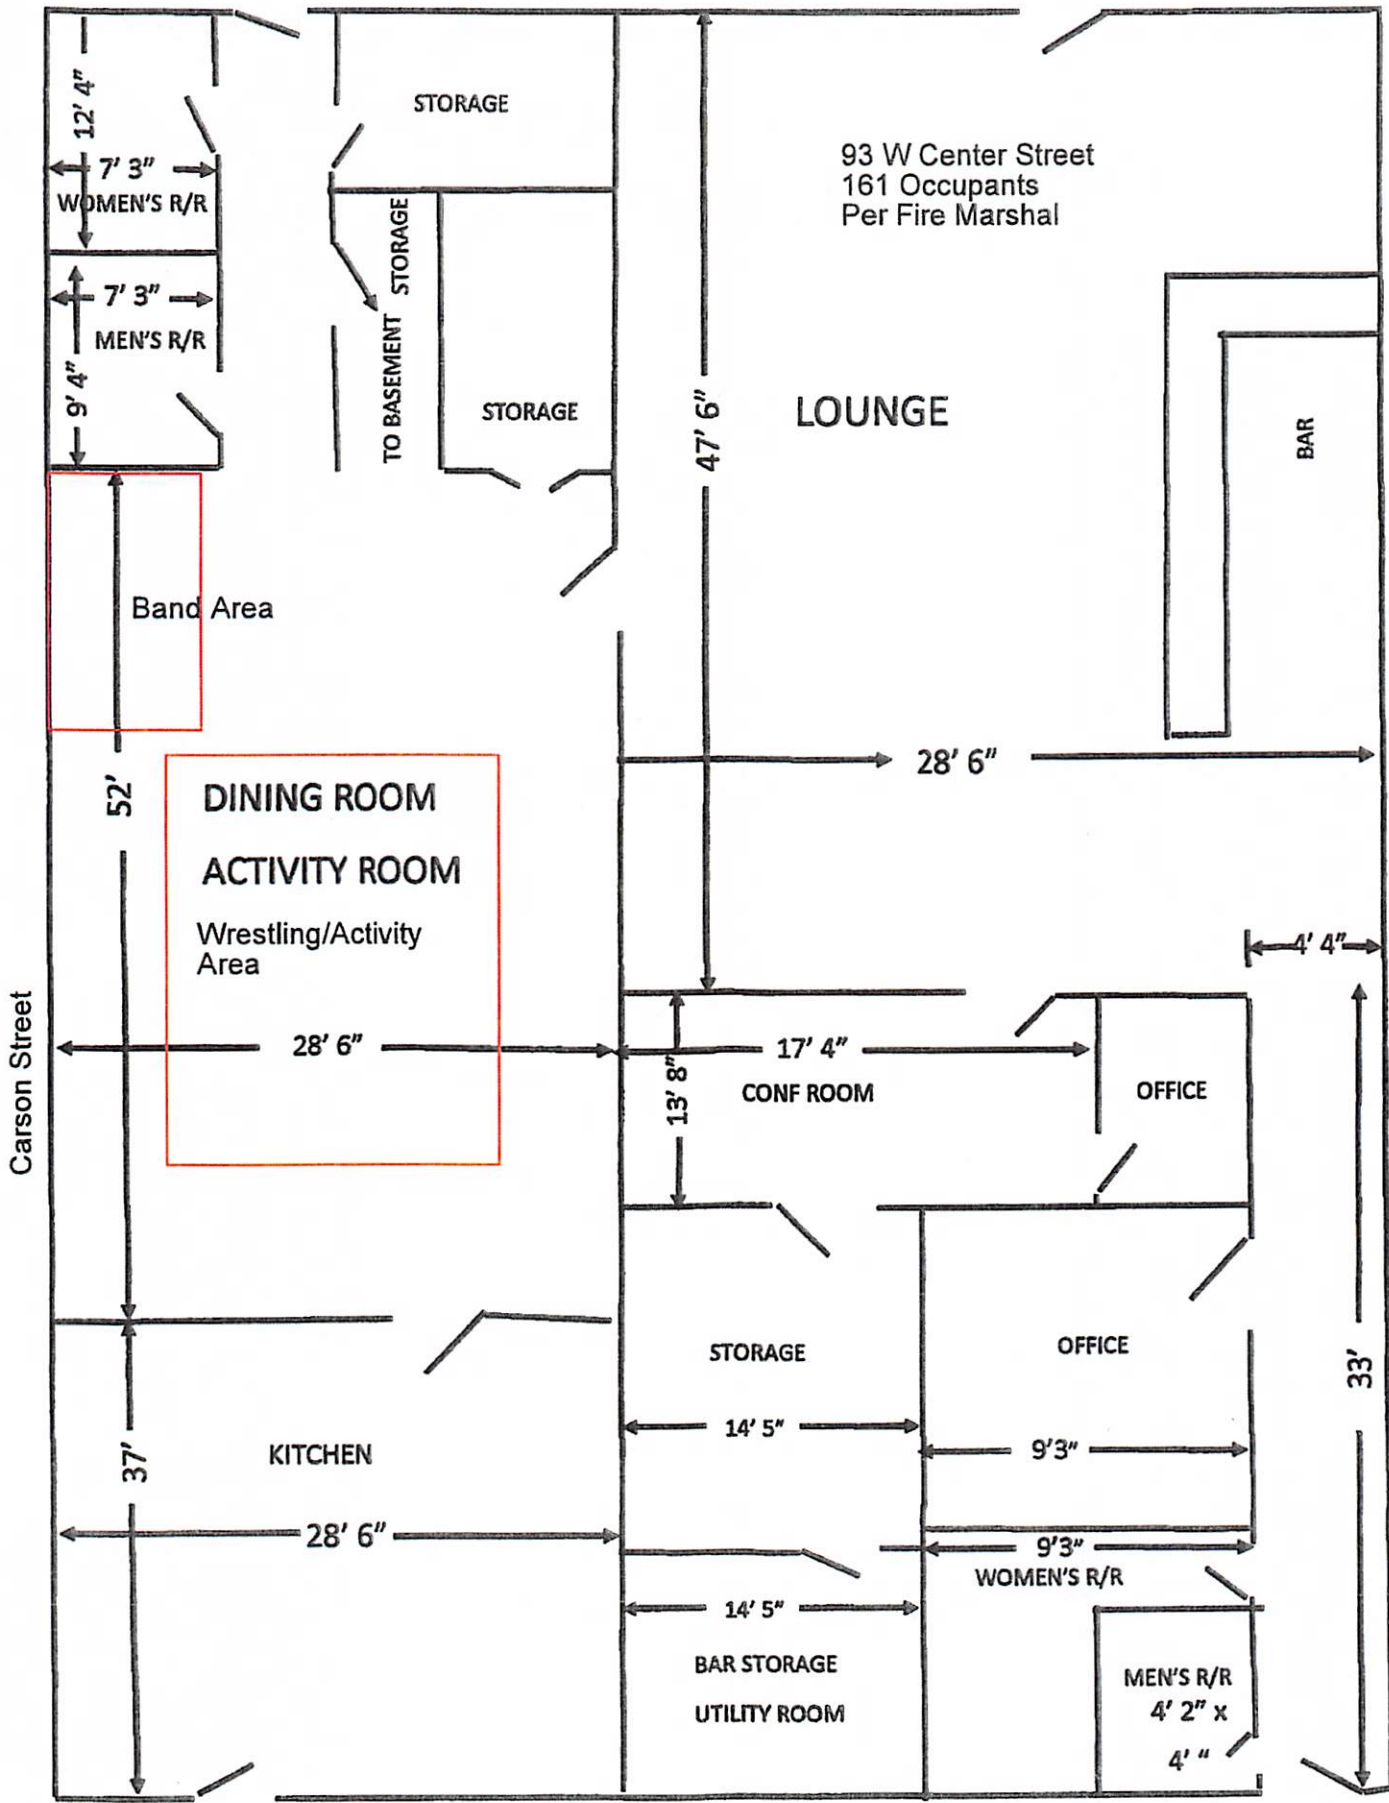 12' 4"
7' 3"
WOMEN'S R/R
7' 3"
MEN'S R/R
9' 4"
STORAGE
STORAGE
TO BASEMENT
STORAGE
93 W Center Street
161 Occupants
Per Fire Marshal
47' 6"
LOUNGE
BAR
Band Area
52'
28' 6"
DINING ROOM
ACTIVITY ROOM
Wrestling/Activity
Area
4' 4"
Carson Street
28' 6"
17' 4"
13' 8"
CONF ROOM
OFFICE
STORAGE
OFFICE
33'
14' 5"
9'3"
37'
KITCHEN
28' 6"
9'3"
WOMEN'S R/R
14' 5"
BAR STORAGE
UTILITY ROOM
MEN'S R/R
4' 2" x
4' "